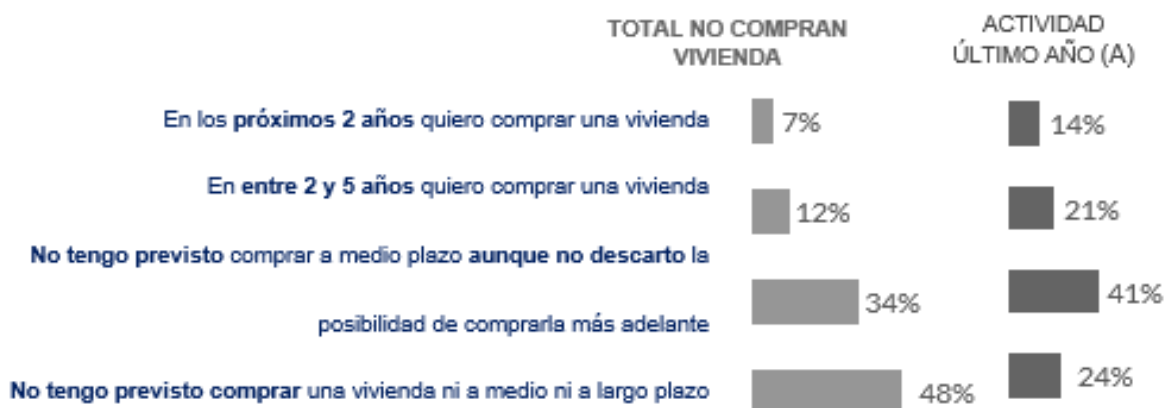 TOTAL NO COMPRAN
VIVIENDA
ACTIVIDAD
ÚLTIMO AÑO (A)
En los próximos 2 años quiero comprar una vivienda
7%
14%
En entre 2 y 5 años quiero comprar una vivienda
12%
21%
No tengo previsto comprar a medio plazo aunque no descarto la
posibilidad de comprarla más adelante
34%
41%
No tengo previsto comprar una vivienda ni a medio ni a largo plazo
48%
24%